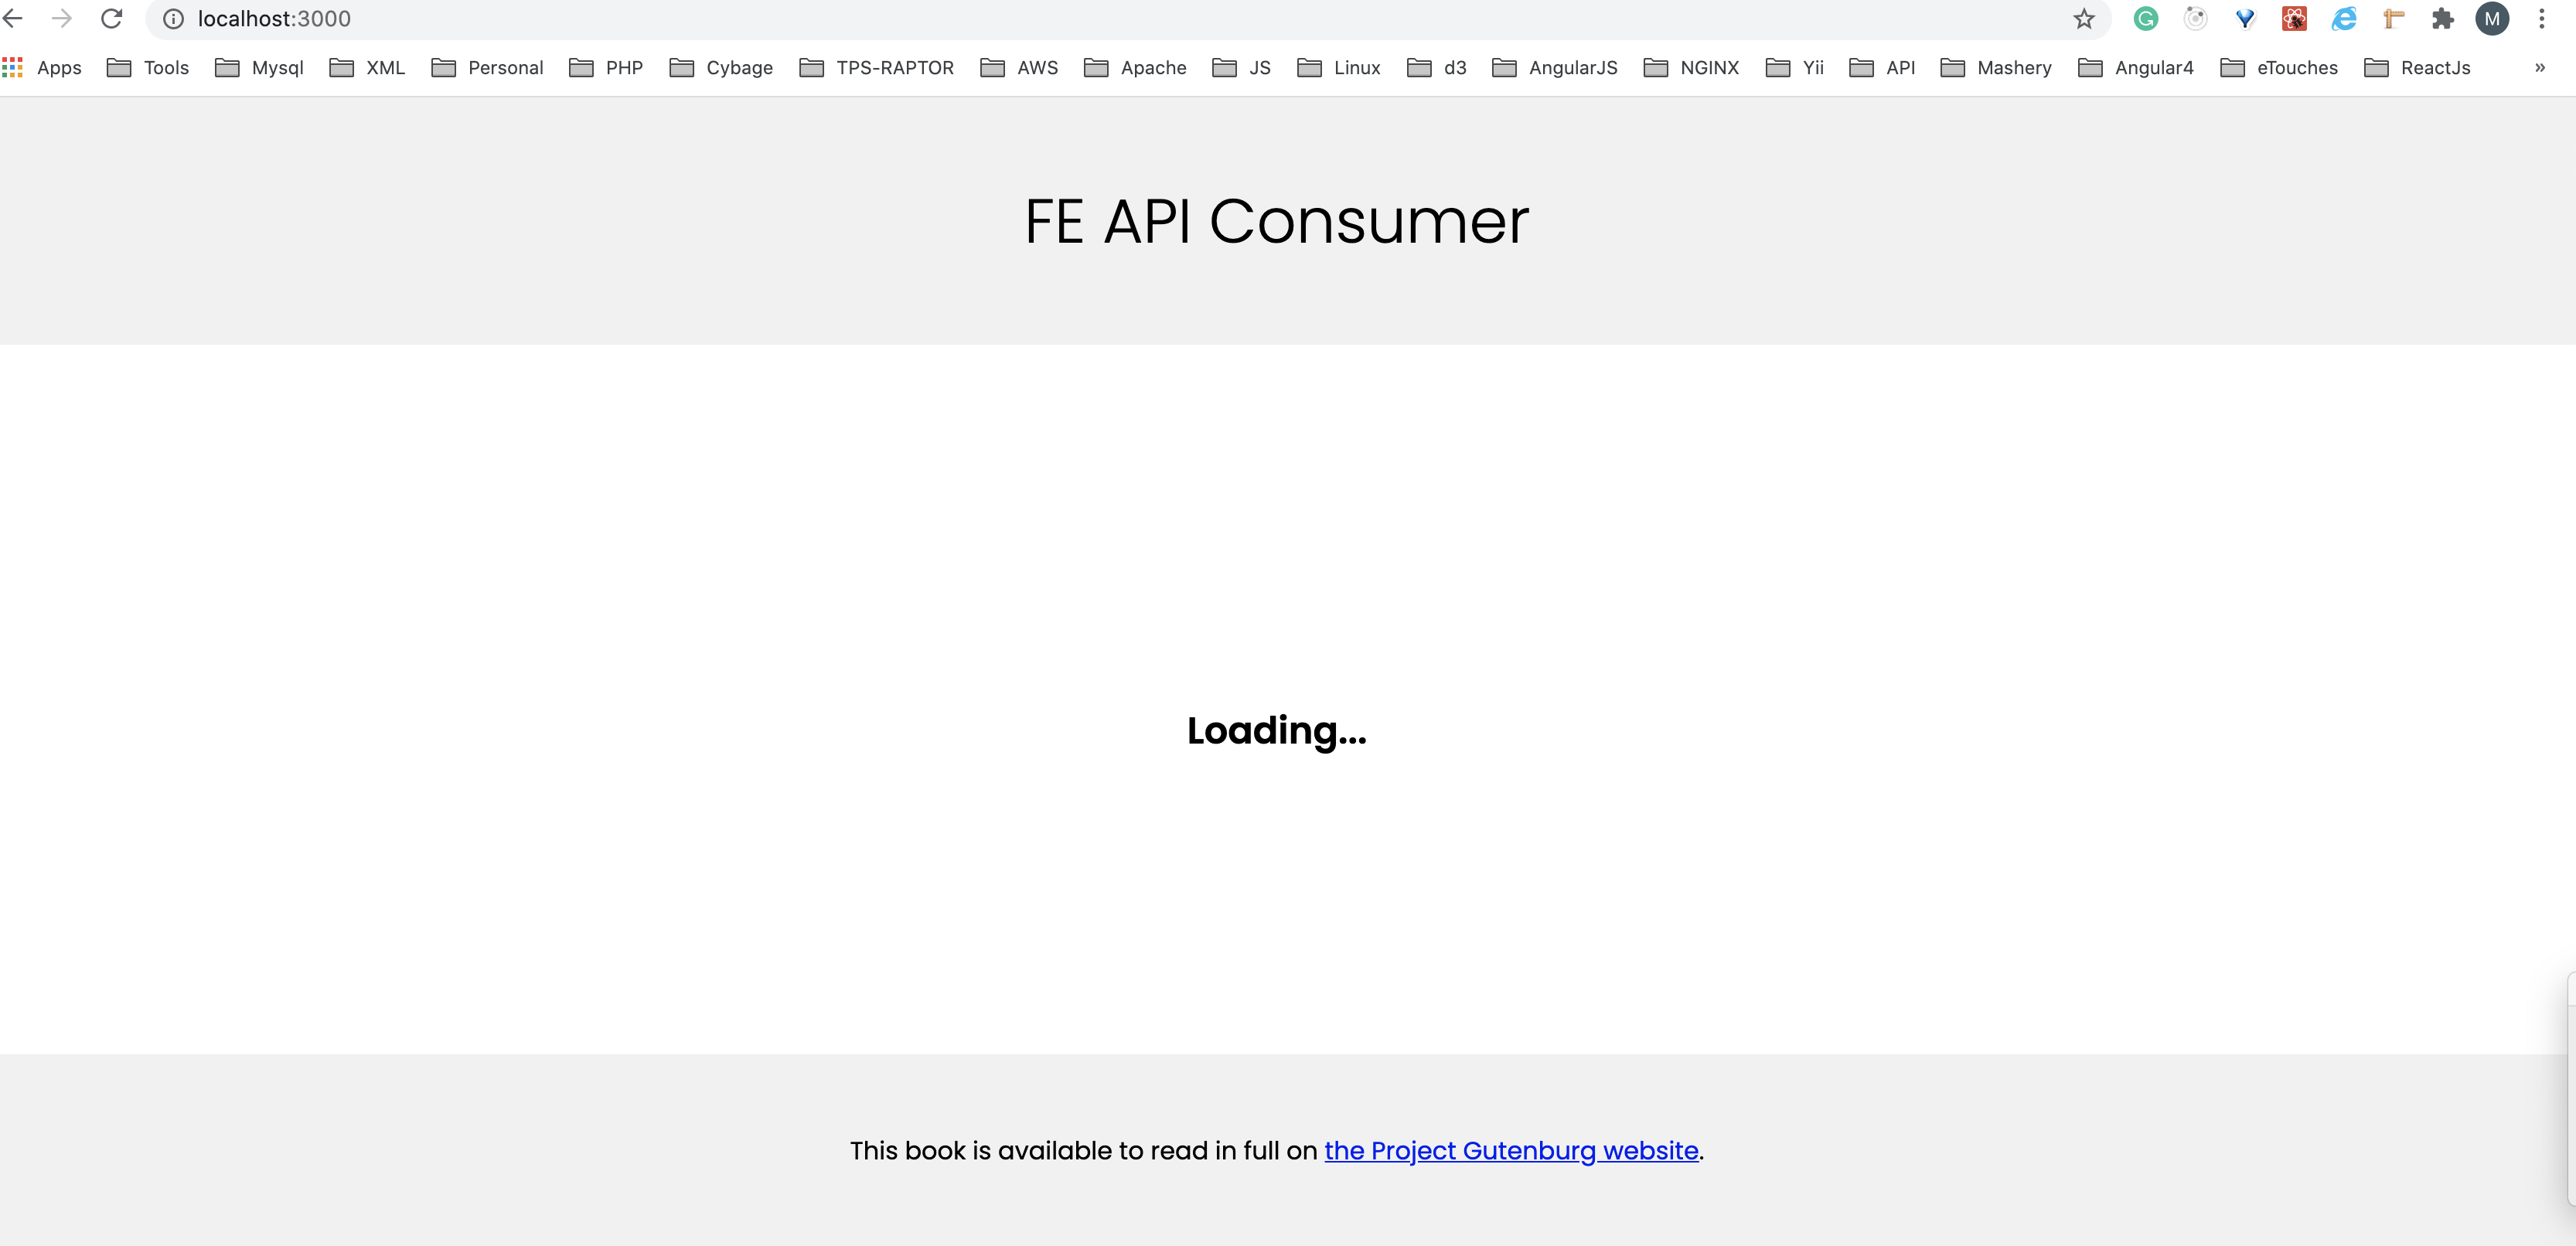 localhost:3000
M
Apps Tools Mysql XML Personal PHP Cybage TPS-RAPTOR AWS Apache JS Linux d3 AngularJS NGINX Yii API Mashery Angular4 eTouches ReactJs »
FE API Consumer
Loading...
This book is available to read in full on the Project Gutenburg website.